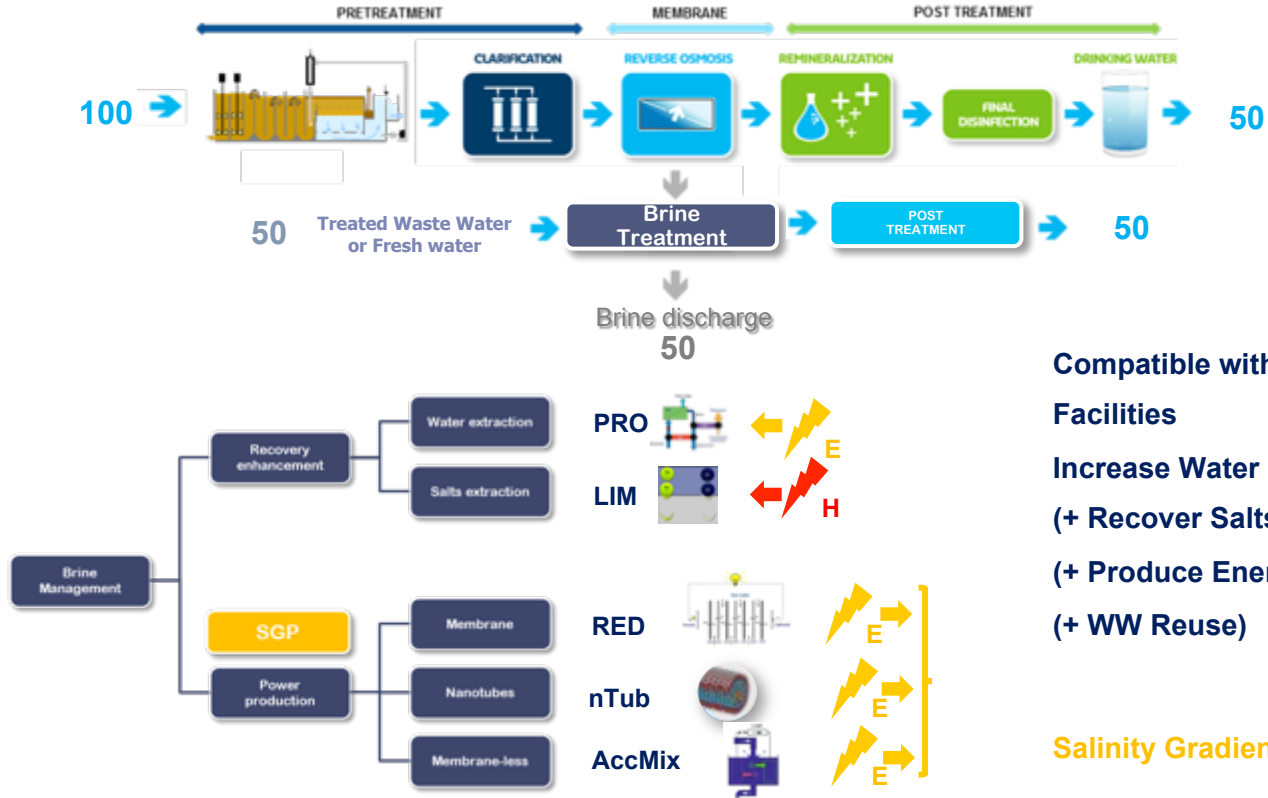 PRETREATMENT
MEMBRANE
POST TREATMENT
CLARIFICATION
REVERSE OSMOSIS
REMINERALIZATION
DRINKING WATER
100
FINAL
DISINFECTION
50
50
Treated Waste Water
or Fresh water
Brine
Treatment
POST
TREATMENT
50
Brine discharge
50
Compatible with
Facilities
Increase Water
(+ Recover Salts
(+ Produce Ener
(+ WW Reuse)
Salinity Gradien
Brine
Management
Recovery
enhancement
Water extraction
PRO
E
Salts extraction
LIM
H
SGP
Power
production
Membrane
RED
E
Nanotubes
nTub
E
Membrane-less
AccMix
E